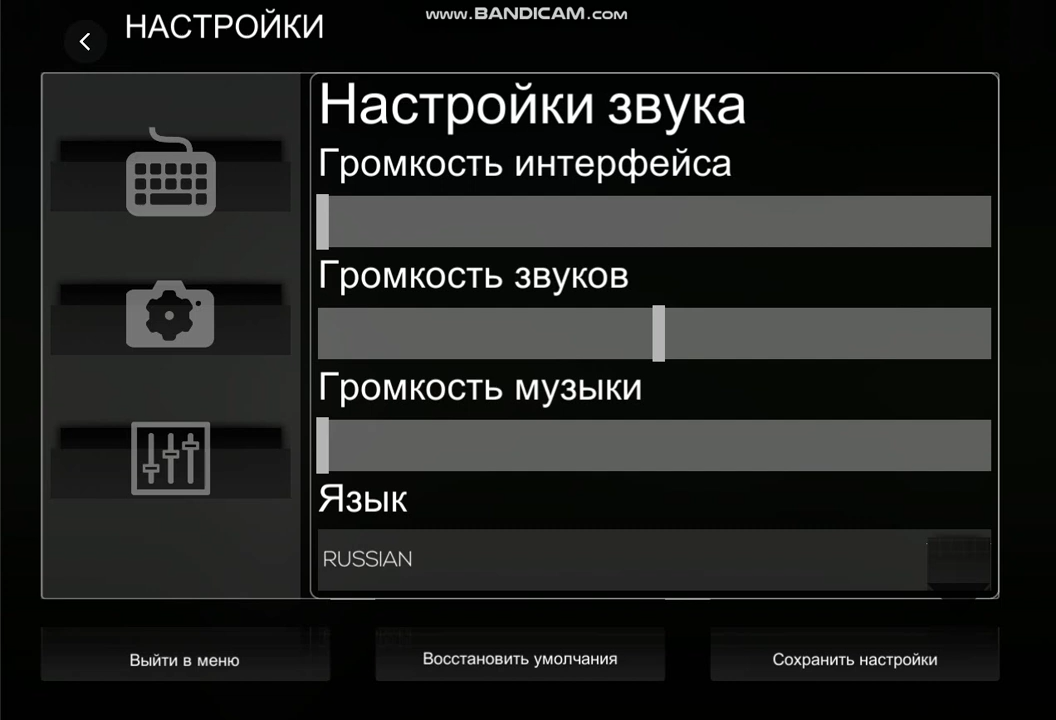 www.BANDICAM.com
НАСТРОЙКИ
Настройки звука
Громкость интерфейса
Громкость звуков
Громкость музыки
Язык
RUSSIAN
Выйти в меню
Восстановить умолчания
Сохранить настройки